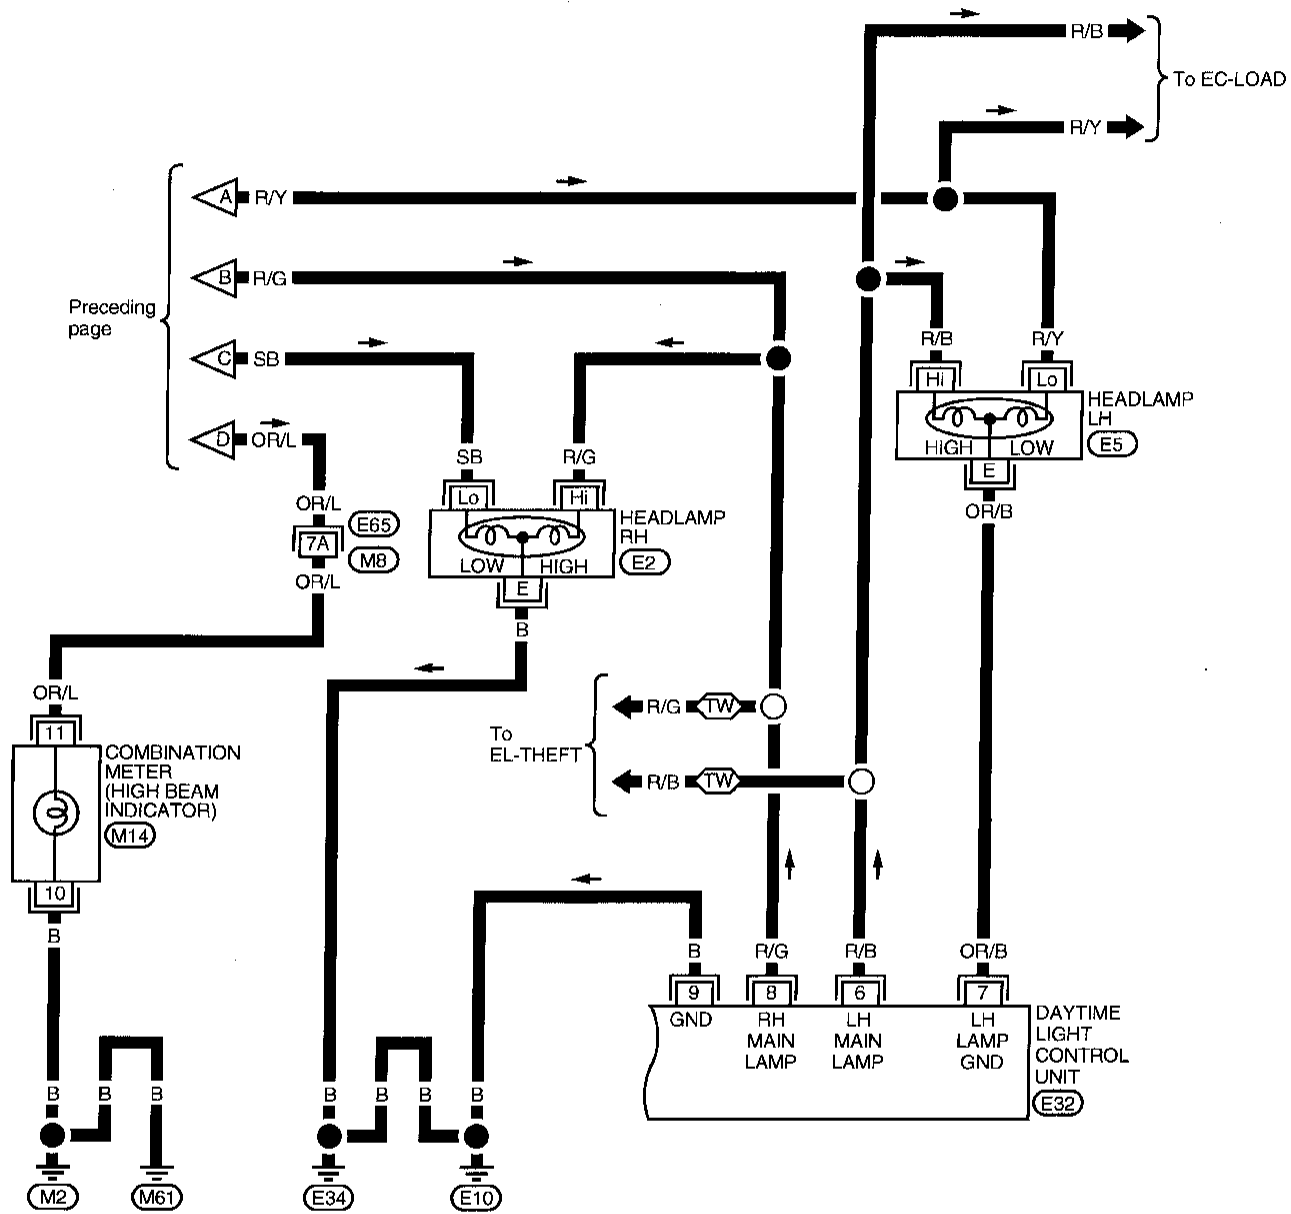 R/B
To EC-LOAD
R/Y
A R/Y
B R/G
Preceding
page
R/B R/Y
C SB
Hi Lo
HEADLAMP
LH
E5
HIGH LOW
D OR/L
SB R/G
E
Lo Hi
OR/L
OR/B
E65
7A
M8
HEADLAMP
RH
E2
LOW HIGH
OR/L
E
B
OR/L
R/G TW
To
EL-THEFT
R/B TW
11
COMBINATION
METER
(HIGH BEAM
INDICATOR)
M14
10
B
B R/G R/B OR/B
9 8 6 7
GND
RH
MAIN
LAMP
LH
MAIN
LAMP
LH
LAMP
GND
DAYTIME
LIGHT
CONTROL
UNIT
E32
B B B B B B B
M2 M61 E34 E10